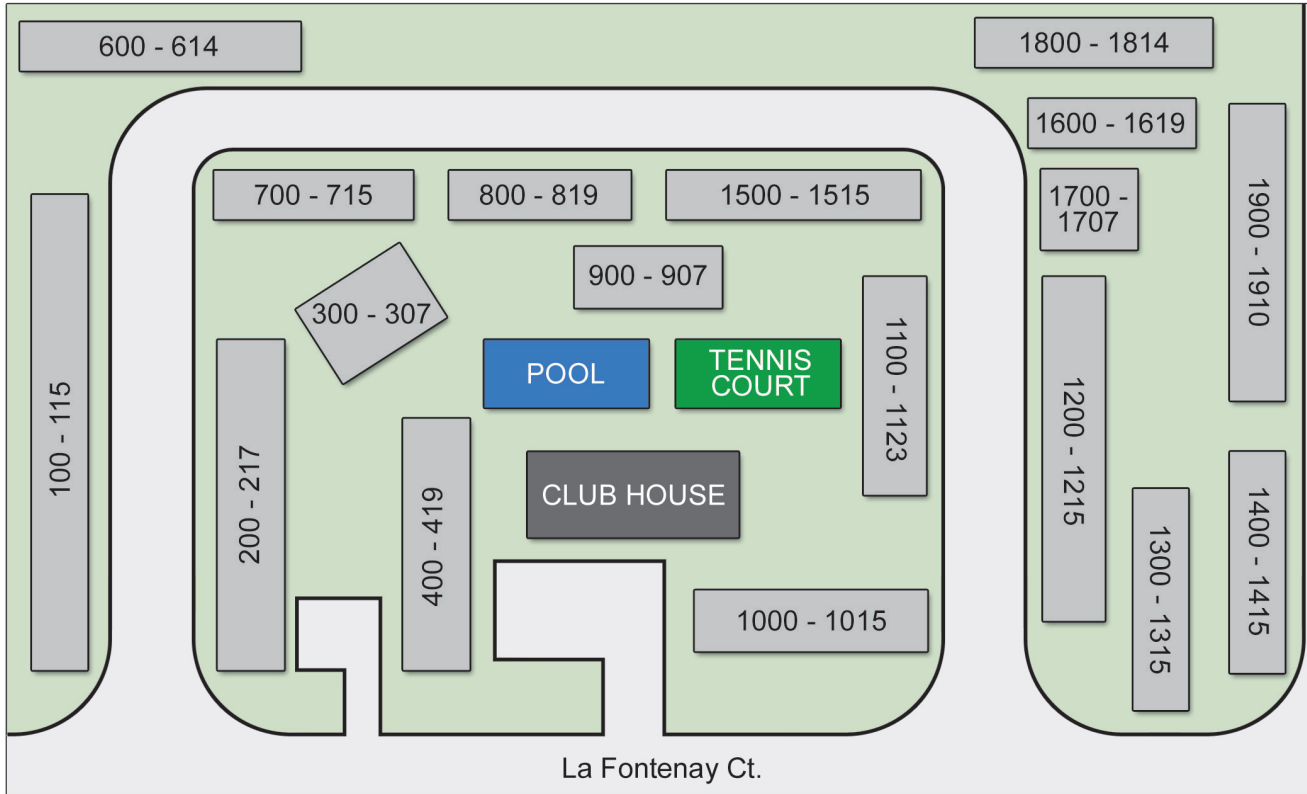 600 - 614
1800 - 1814
1600 - 1619
700 - 715
800 - 819
1500 - 1515
1700 -
1707
1900 - 1910
300 - 307
900 - 907
POOL
TENNIS
COURT
1100 - 1123
100 - 115
200 - 217
400 - 419
CLUB HOUSE
1200 - 1215
1300 - 1315
1400 - 1415
1000 - 1015
La Fontenay Ct.